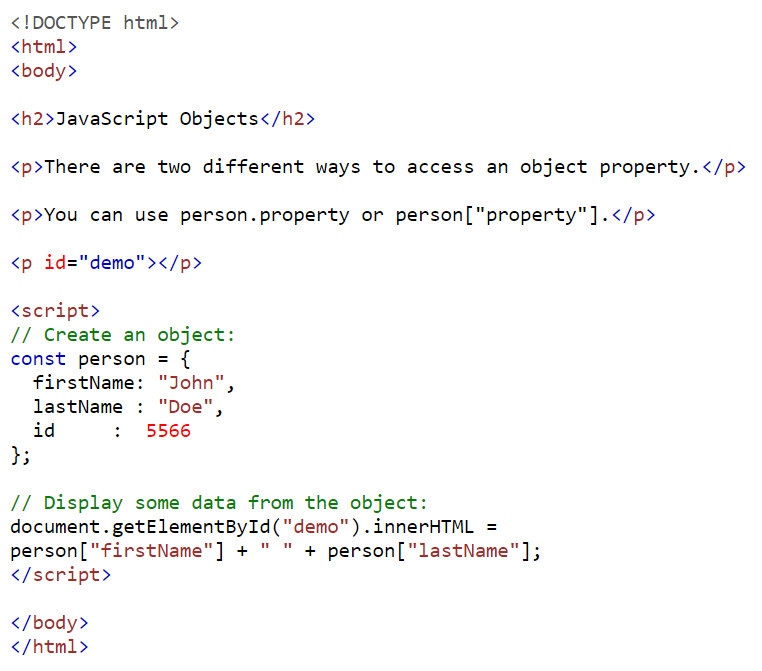 <!DOCTYPE html>
<html>
<body>

<h2>JavaScript Objects</h2>

<p>There are two different ways to access an object property.</p>

<p>You can use person.property or person["property"].</p>

<p id="demo"></p>

<script>
// Create an object:
const person = {
  firstName: "John",
  lastName : "Doe",
  id     :  5566
};

// Display some data from the object:
document.getElementById("demo").innerHTML =
person["firstName"] + " " + person["lastName"];
</script>

</body>
</html>